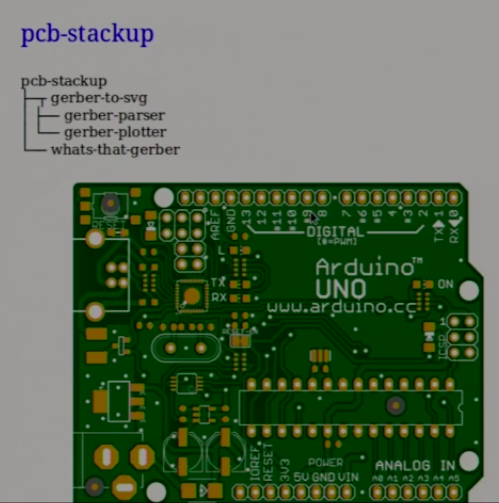 pcb-stackup
pcb-stackup
gerber-to-svg
gerber-parser
gerber-plotter
whats-that-gerber
AREF
GND
13
12
#11
#10
#9
8
7
#6
#5
4
#3
2
TX 1
RX 0
DIGITAL
[#=PWM]
L
TX
RX
Arduino™
UNO
www.arduino.cc
ON
ICSP
IOREF
RESET
3V3
5V GND VIN
POWER
ANALOG IN
A0 A1 A2 A3 A4 A5